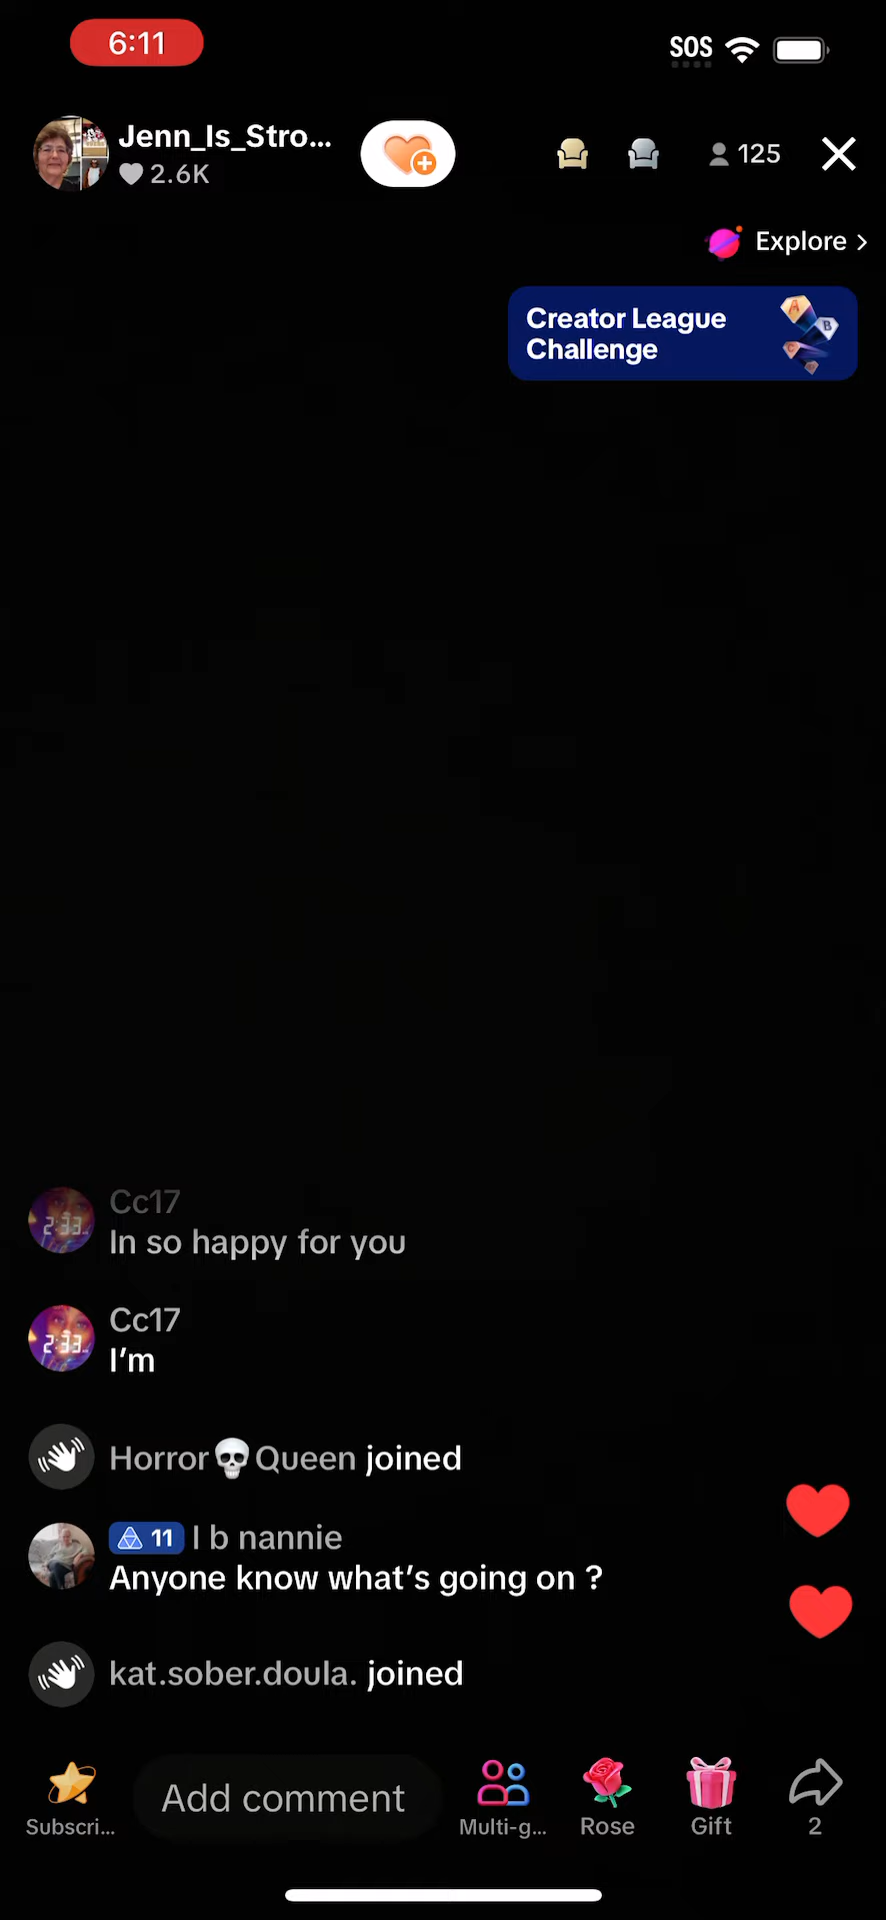 6:11
SOS
Jenn_Is_Stro...
2.6K
125
Explore >
Creator League
Challenge
A
B
C
Cc17
In so happy for you
Cc17
2:33
I'm
Horror💀Queen joined
11 I b nannie
Anyone know what's going on ?
kat.sober.doula. joined
Subscri...
Add comment
Multi-g...
Rose
Gift
2